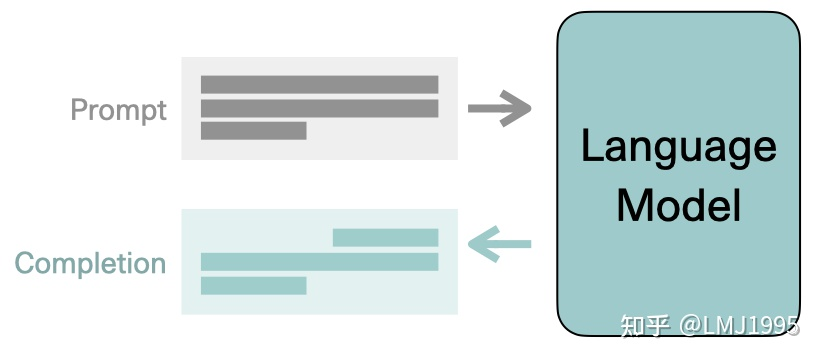 Prompt
Completion
Language
Model
知乎 @LMJ1995